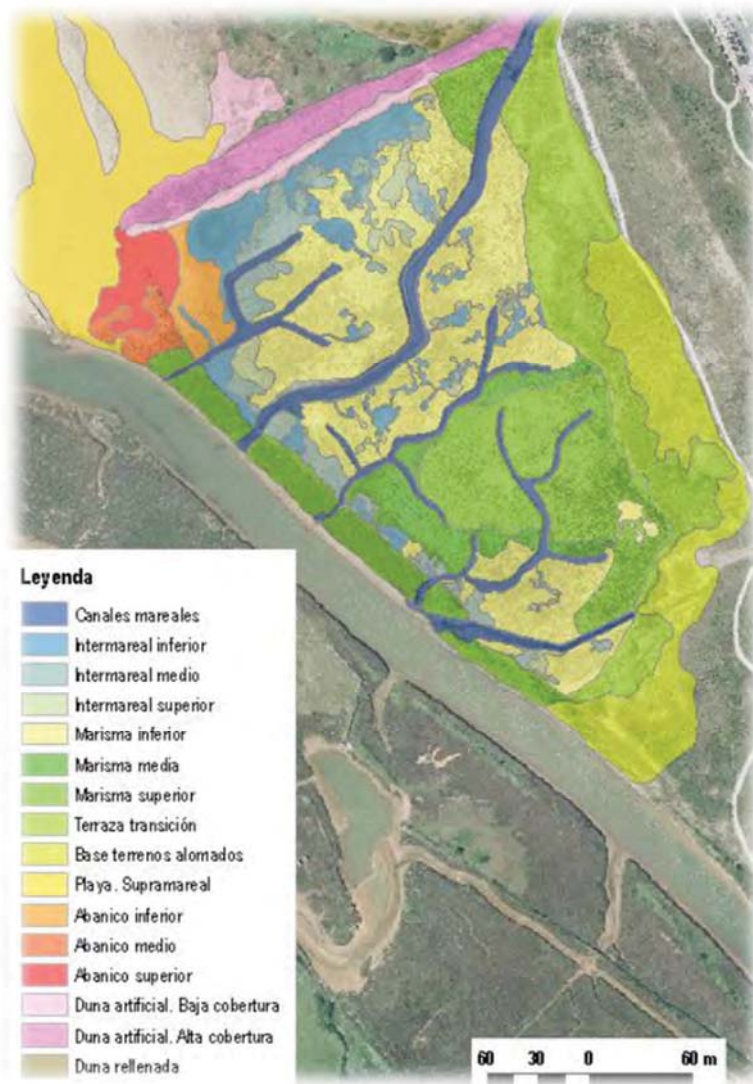 Leyenda
Canales mareales
Intermareal inferior
Intermareal medio
Intermareal superior
Marisma inferior
Marisma media
Marisma superior
Terraza transición
Base terrenos alomados
Playa. Supramareal
Abanico inferior
Abanico medio
Abanico superior
Duna artificial. Baja cobertura
Duna artificial. Alta cobertura
Duna rellenada
60 30 0 60 m